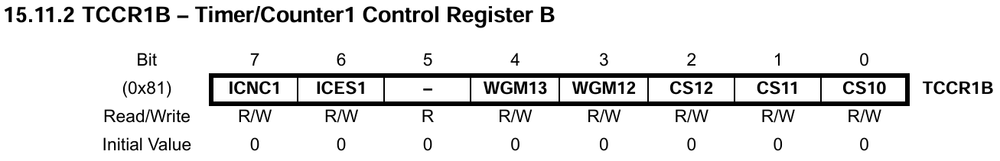 15.11.2 TCCR1B – Timer/Counter1 Control Register B
Bit 7 6 5 4 3 2 1 0
(0x81) ICNC1 ICES1 – WGM13 WGM12 CS12 CS11 CS10 TCCR1B
Read/Write R/W R/W R R/W R/W R/W R/W R/W
Initial Value 0 0 0 0 0 0 0 0